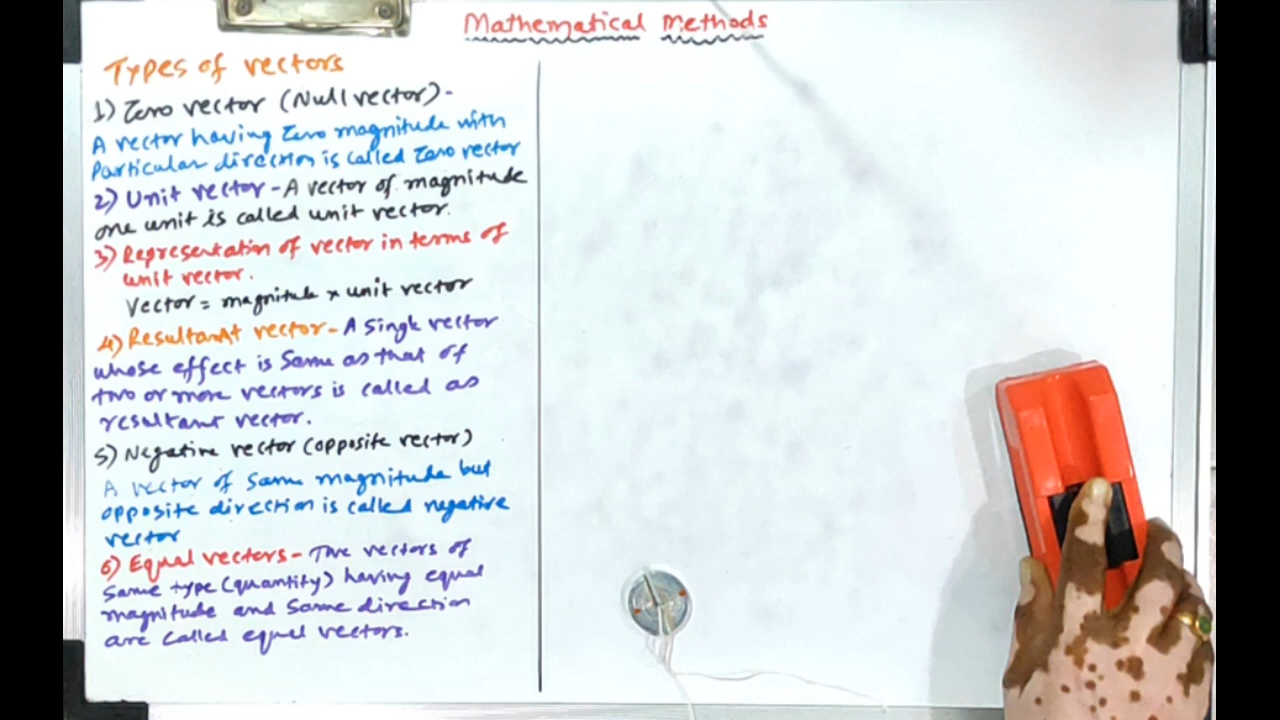 Mathematical Methods
Types of vectors
1) Zero vector (Null vector) -
A vector having Zero magnitude with
Particular direction is called Zero vector
2) Unit vector - A vector of magnitude
one unit is called unit vector.
3) Representation of vector in terms of
unit vector.
Vector = magnitude × unit vector
4) Resultant vector - A Single vector
whose effect is Same as that of
two or more vectors is called as
resultant vector.
5) Negative vector (opposite vector)
A vector of Same magnitude but
opposite direction is called negative
vector
6) Equal vectors - The vectors of
Same type (quantity) having equal
magnitude and Same direction
are called equal vectors.